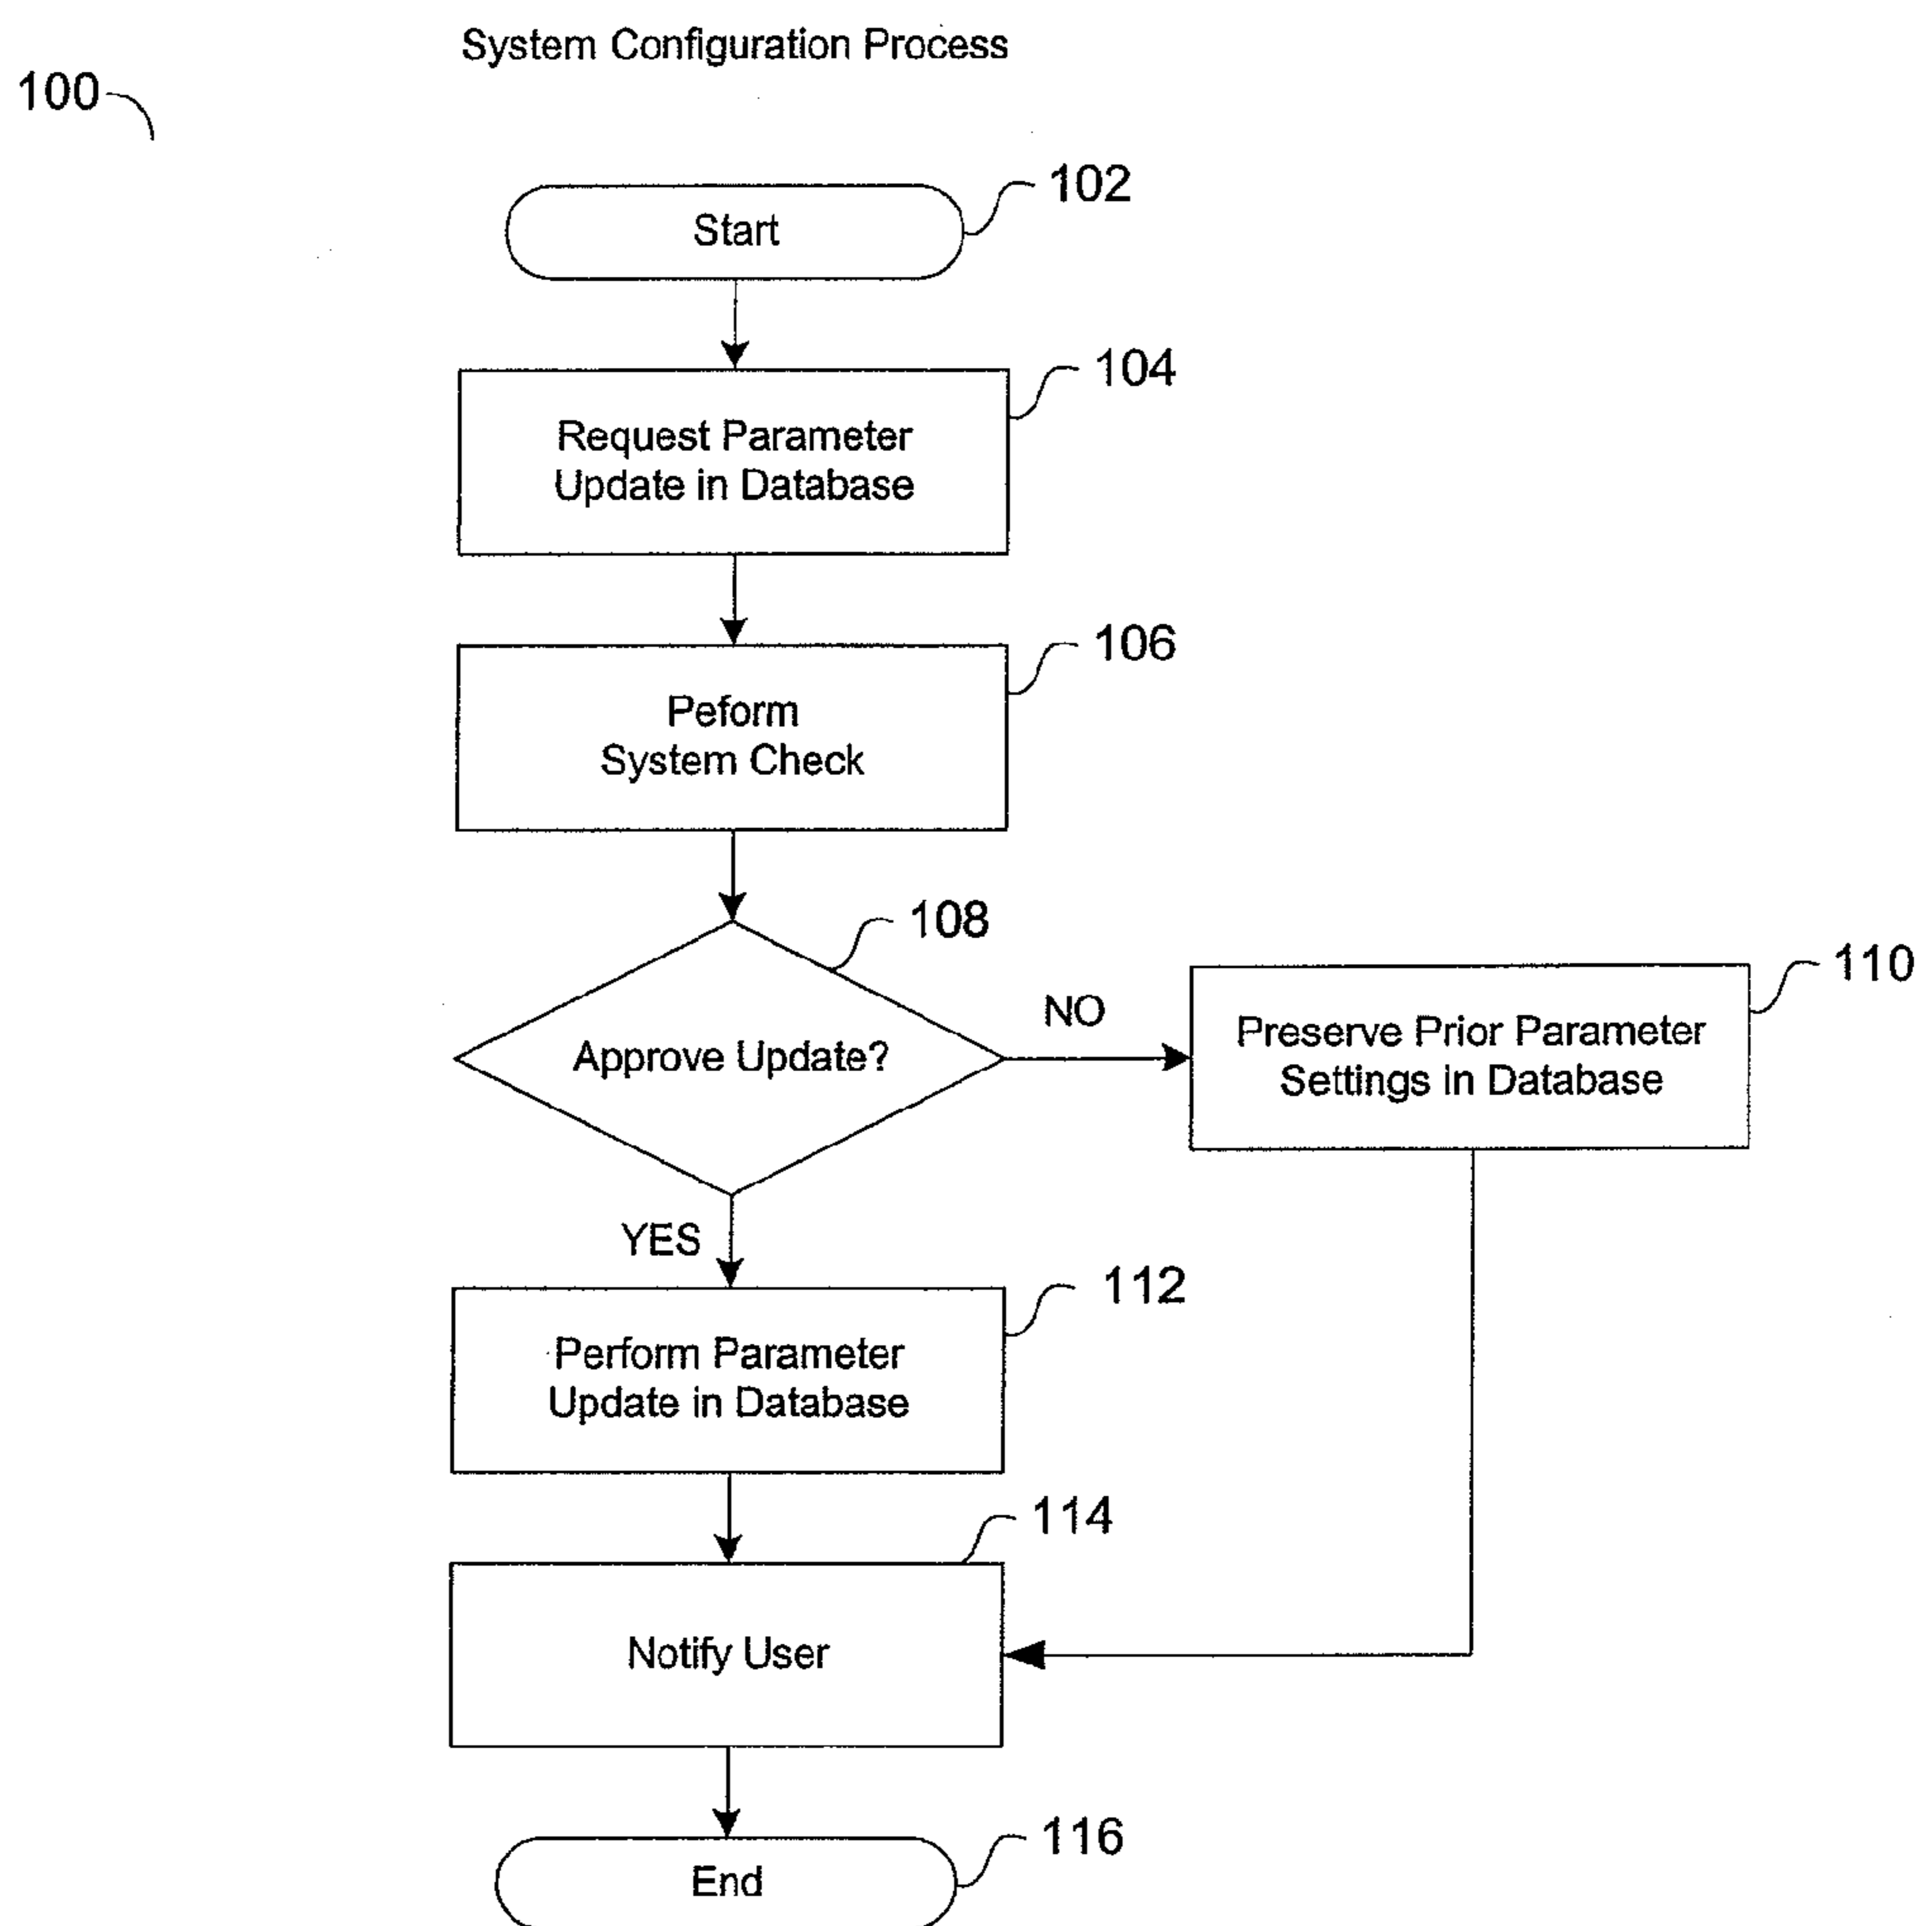 System Configuration Process
100
Start
102
Request Parameter
Update in Database
104
Peform
System Check
106
Approve Update?
108
NO
Preserve Prior Parameter
Settings in Database
110
YES
Perform Parameter
Update in Database
112
Notify User
114
End
116